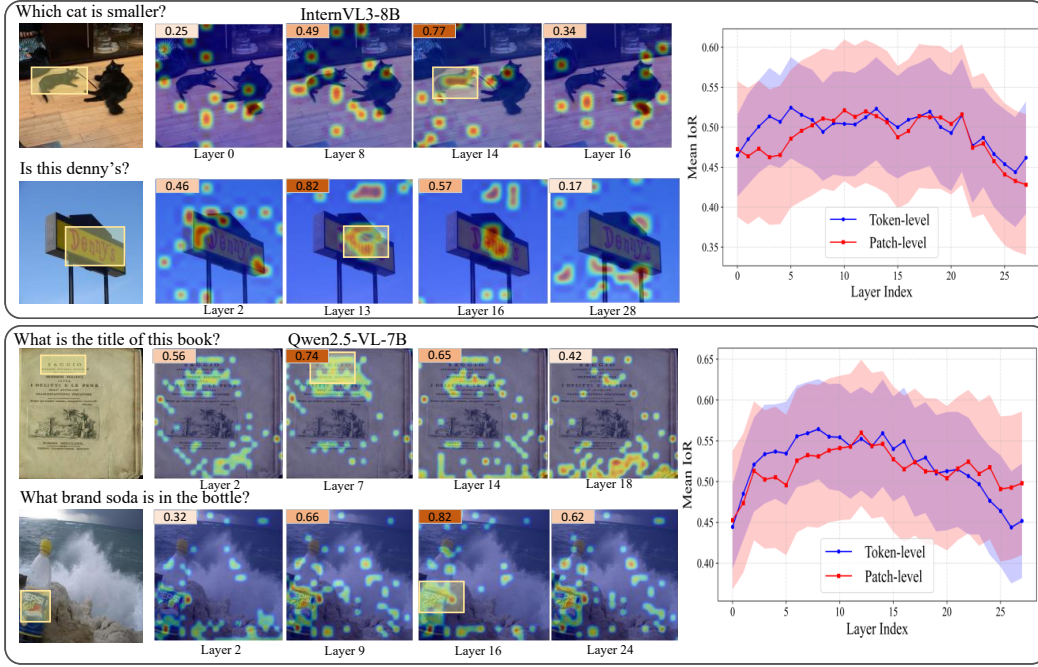 Which cat is smaller?
InternVL3-8B
0.25
0.49
0.77
0.34
Layer 0
Layer 8
Layer 14
Layer 16
Is this denny's?
0.46
0.82
0.57
0.17
Denny's
Denny's
Layer 2
Layer 13
Layer 16
Layer 28
Mean IoR
0.60
0.55
0.50
0.45
0.40
0.35
Token-level
Patch-level
0 5 10 15 20 25
Layer Index
What is the title of this book?
Qwen2.5-VL-7B
0.56
0.74
0.65
0.42
SAGGIO
I DELITTI E LE PENE
Layer 2
Layer 7
Layer 14
Layer 18
What brand soda is in the bottle?
0.32
0.66
0.82
0.62
Layer 2
Layer 9
Layer 16
Layer 24
Mean IoR
0.65
0.60
0.55
0.50
0.45
0.40
Token-level
Patch-level
0 5 10 15 20 25
Layer Index